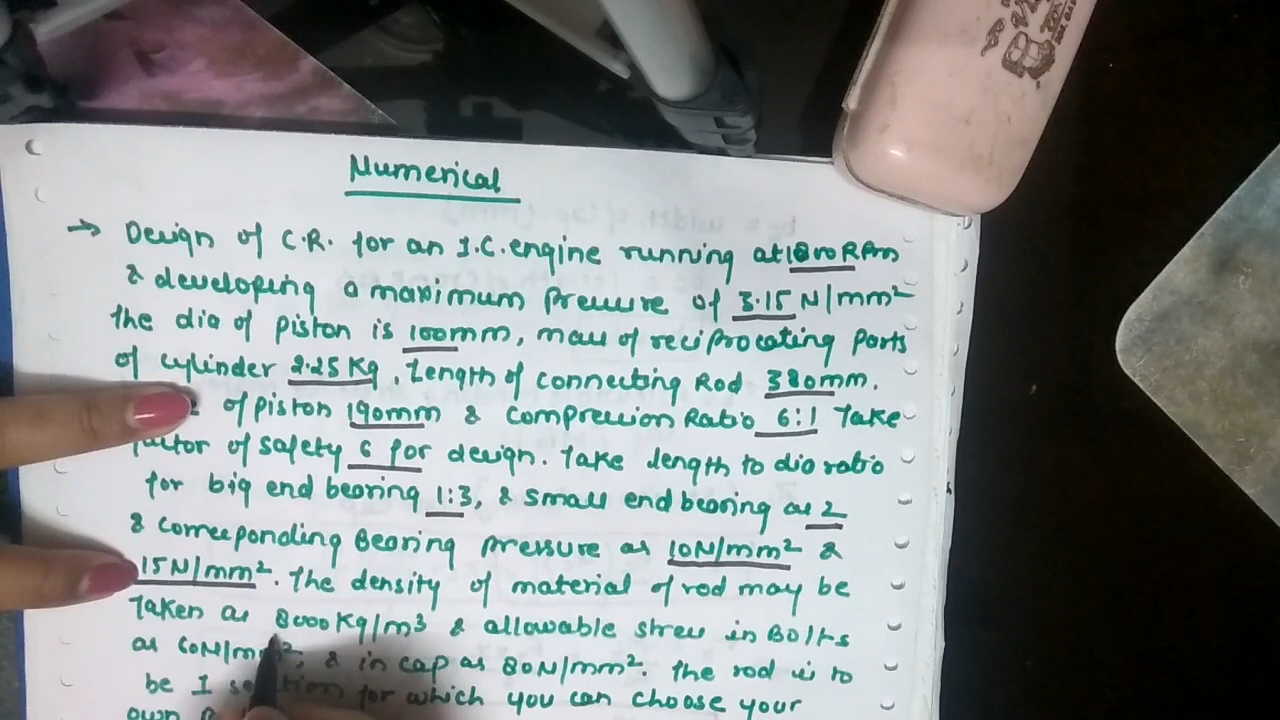 Numerical
→ Design of C.R. for an I.C. engine running at 1800 RPm
& developing a maximum pressure of 3.15 N/mm²
the dia of piston is 100mm, mass of reciprocating parts
of cylinder 2.25 Kg, length of connecting Rod 380mm.
of piston 190mm & compression Ratio 6:1 Take
factor of safety 6 for design. Take length to dia ratio
for big end bearing 1:3, & small end bearing as 2
& corresponding Bearing pressure as 10N/mm² &
15N/mm². The density of material of rod may be
Taken as 8000Kg/m3 & allowable stress in Bolts
as 60N/mm², & in cap as 80N/mm². The rod is to
be I section for which you can choose your
own